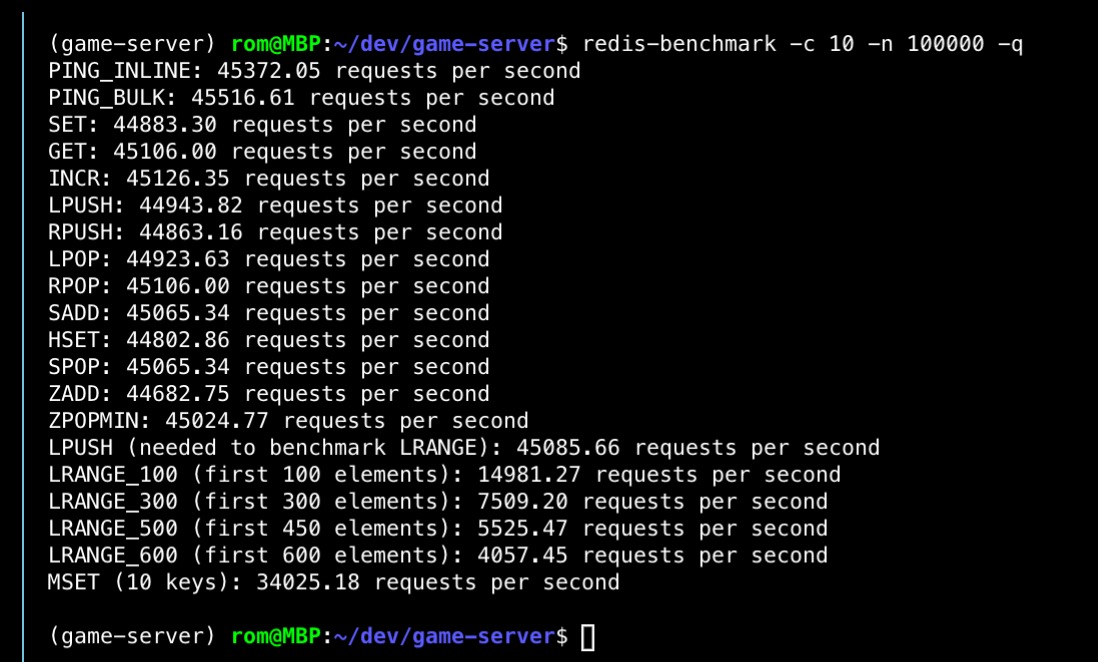 (game-server) rom@MBP:~/dev/game-server$ redis-benchmark -c 10 -n 100000 -q
PING_INLINE: 45372.05 requests per second
PING_BULK: 45516.61 requests per second
SET: 44883.30 requests per second
GET: 45106.00 requests per second
INCR: 45126.35 requests per second
LPUSH: 44943.82 requests per second
RPUSH: 44863.16 requests per second
LPOP: 44923.63 requests per second
RPOP: 45106.00 requests per second
SADD: 45065.34 requests per second
HSET: 44802.86 requests per second
SPOP: 45065.34 requests per second
ZADD: 44682.75 requests per second
ZPOPMIN: 45024.77 requests per second
LPUSH (needed to benchmark LRANGE): 45085.66 requests per second
LRANGE_100 (first 100 elements): 14981.27 requests per second
LRANGE_300 (first 300 elements): 7509.20 requests per second
LRANGE_500 (first 450 elements): 5525.47 requests per second
LRANGE_600 (first 600 elements): 4057.45 requests per second
MSET (10 keys): 34025.18 requests per second
(game-server) rom@MBP:~/dev/game-server$